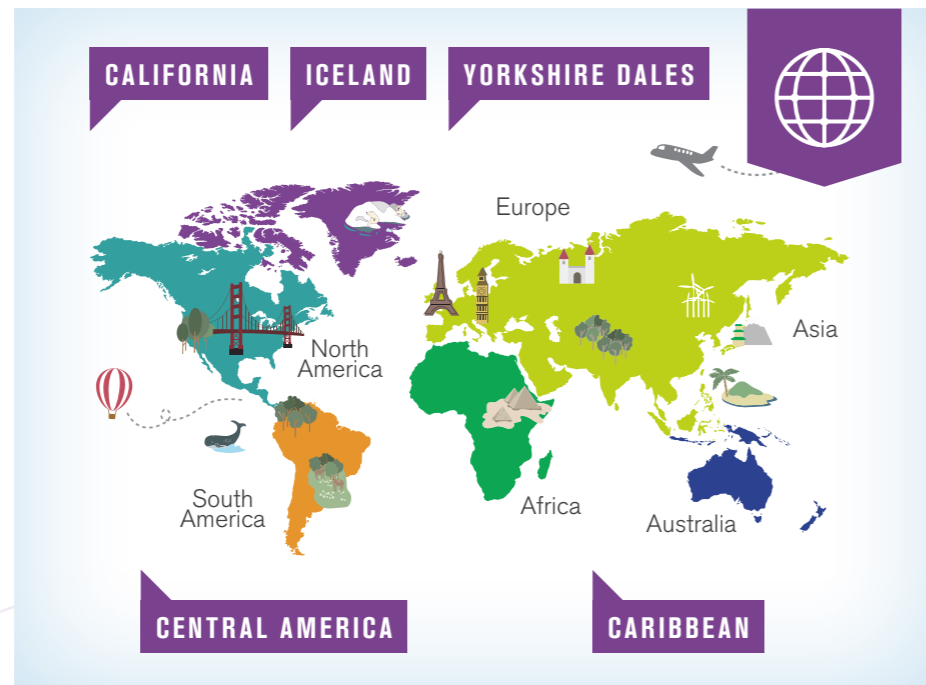 CALIFORNIA
ICELAND
YORKSHIRE DALES
Europe
Asia
North
America
South
America
Africa
Australia
CENTRAL AMERICA
CARIBBEAN